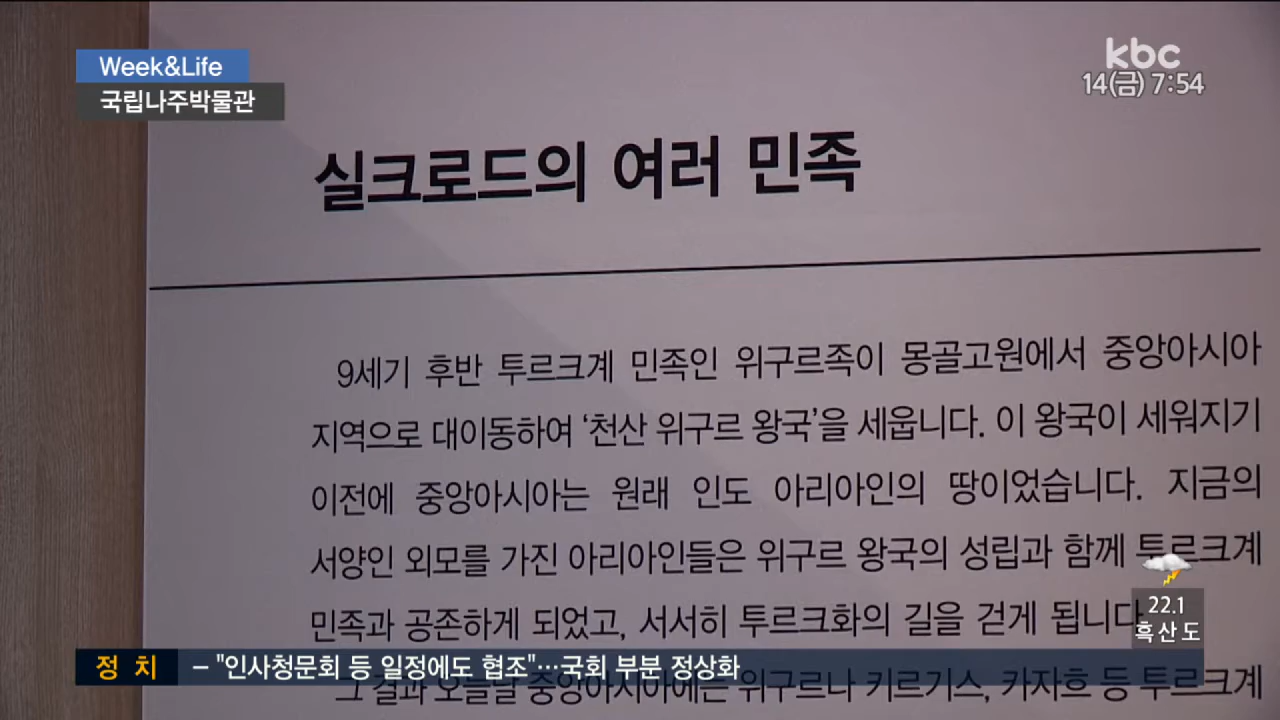 Week&Life
국립나주박물관
kbc
14(금) 7:54
실크로드의 여러 민족
9세기 후반 투르크계 민족인 위구르족이 몽골고원에서 중앙아시아
지역으로 대이동하여 ‘천산 위구르 왕국’을 세웁니다. 이 왕국이 세워지기
이전에 중앙아시아는 원래 인도 아리아인의 땅이었습니다. 지금의
서양인 외모를 가진 아리아인들은 위구르 왕국의 성립과 함께 투르크계
민족과 공존하게 되었고, 서서히 투르크화의 길을 걷게 됩니다
22.1
흑산도
정치 – "인사청문회 등 일정에도 협조"…국회 부분 정상화
그 결과 오늘날 중앙아시아에는 위구르나 키르기스, 카자흐 등 투르크계